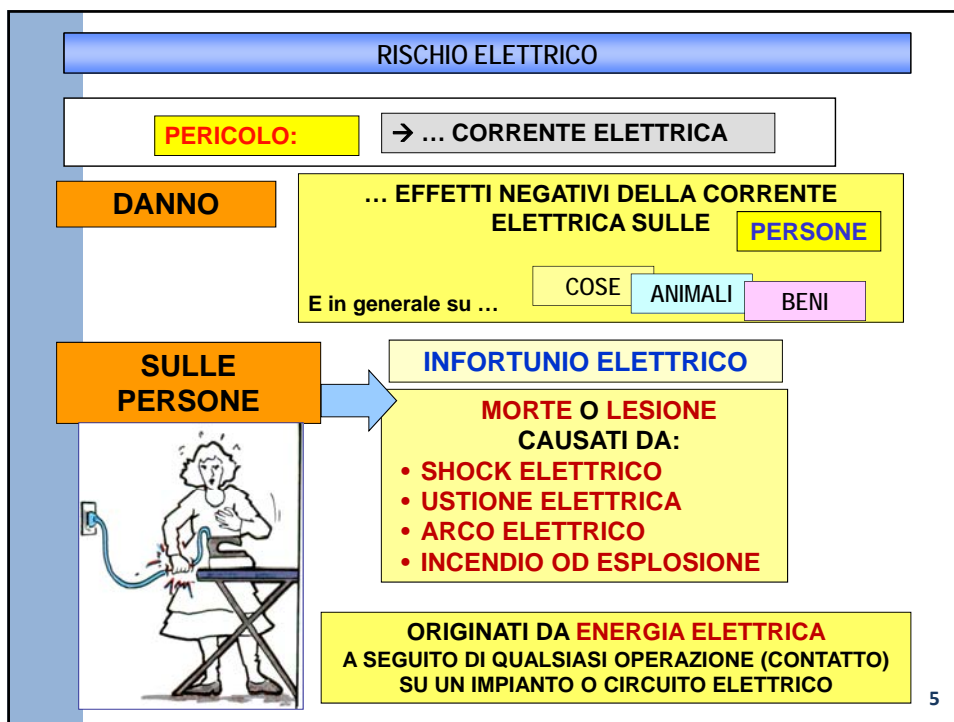 RISCHIO ELETTRICO
PERICOLO:
→ … CORRENTE ELETTRICA
DANNO
… EFFETTI NEGATIVI DELLA CORRENTE
ELETTRICA SULLE
PERSONE
E in generale su …
COSE
ANIMALI
BENI
SULLE
PERSONE
INFORTUNIO ELETTRICO
MORTE O LESIONE
CAUSATI DA:
• SHOCK ELETTRICO
• USTIONE ELETTRICA
• ARCO ELETTRICO
• INCENDIO OD ESPLOSIONE
ORIGINATI DA ENERGIA ELETTRICA
A SEGUITO DI QUALSIASI OPERAZIONE (CONTATTO)
SU UN IMPIANTO O CIRCUITO ELETTRICO
5